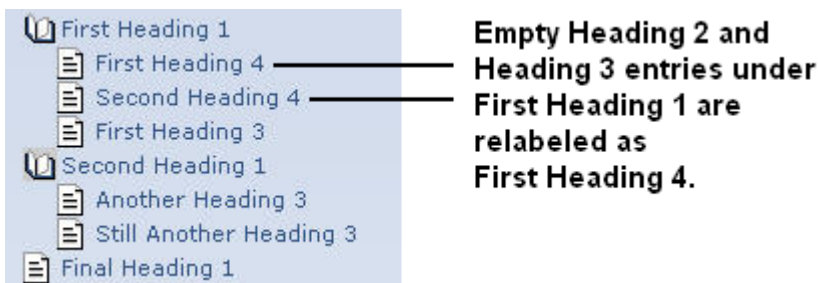 First Heading 1
First Heading 4
Second Heading 4
First Heading 3
Second Heading 1
Another Heading 3
Still Another Heading 3
Final Heading 1
Empty Heading 2 and
Heading 3 entries under
First Heading 1 are
relabeled as
First Heading 4.